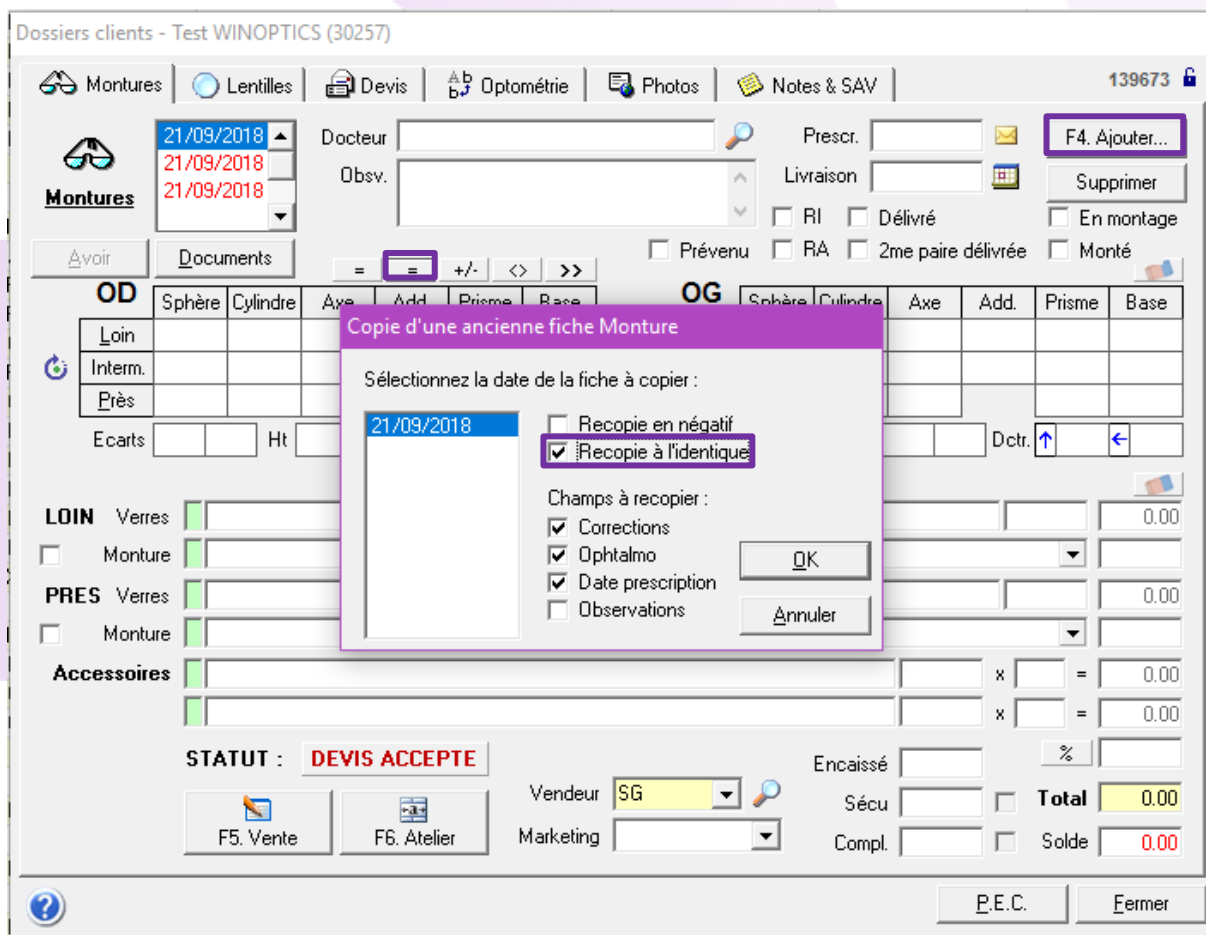 Dossiers clients - Test WINOPTICS (30257)
Montures Lentilles Devis Optométrie Photos Notes & SAV 139673
21/09/2018 Docteur Prescr. F4. Ajouter...
21/09/2018
21/09/2018 Obsv. Livraison Supprimer
Montures RI Délivré En montage
Avoir Documents Prévenu RA 2me paire délivrée Monté
= = +/- <> >>
OD Sphère Cylindre Axe Add. Prisme Base OG Sphère Cylindre Axe Add. Prisme Base
Loin
Interm.
Près
Ecarts Ht Dctr.
Copie d'une ancienne fiche Monture
Sélectionnez la date de la fiche à copier :
21/09/2018
Recopie en négatif
Recopie à l'identique
Champs à recopier :
Corrections
Ophtalmo
Date prescription
Observations
OK
Annuler
LOIN Verres 0.00
Monture
PRES Verres 0.00
Monture
Accessoires x = 0.00
x = 0.00
STATUT : DEVIS ACCEPTE Encaissé %
Vendeur SG Sécu Total 0.00
F5. Vente F6. Atelier Marketing Compl. Solde 0.00
P.E.C. Fermer